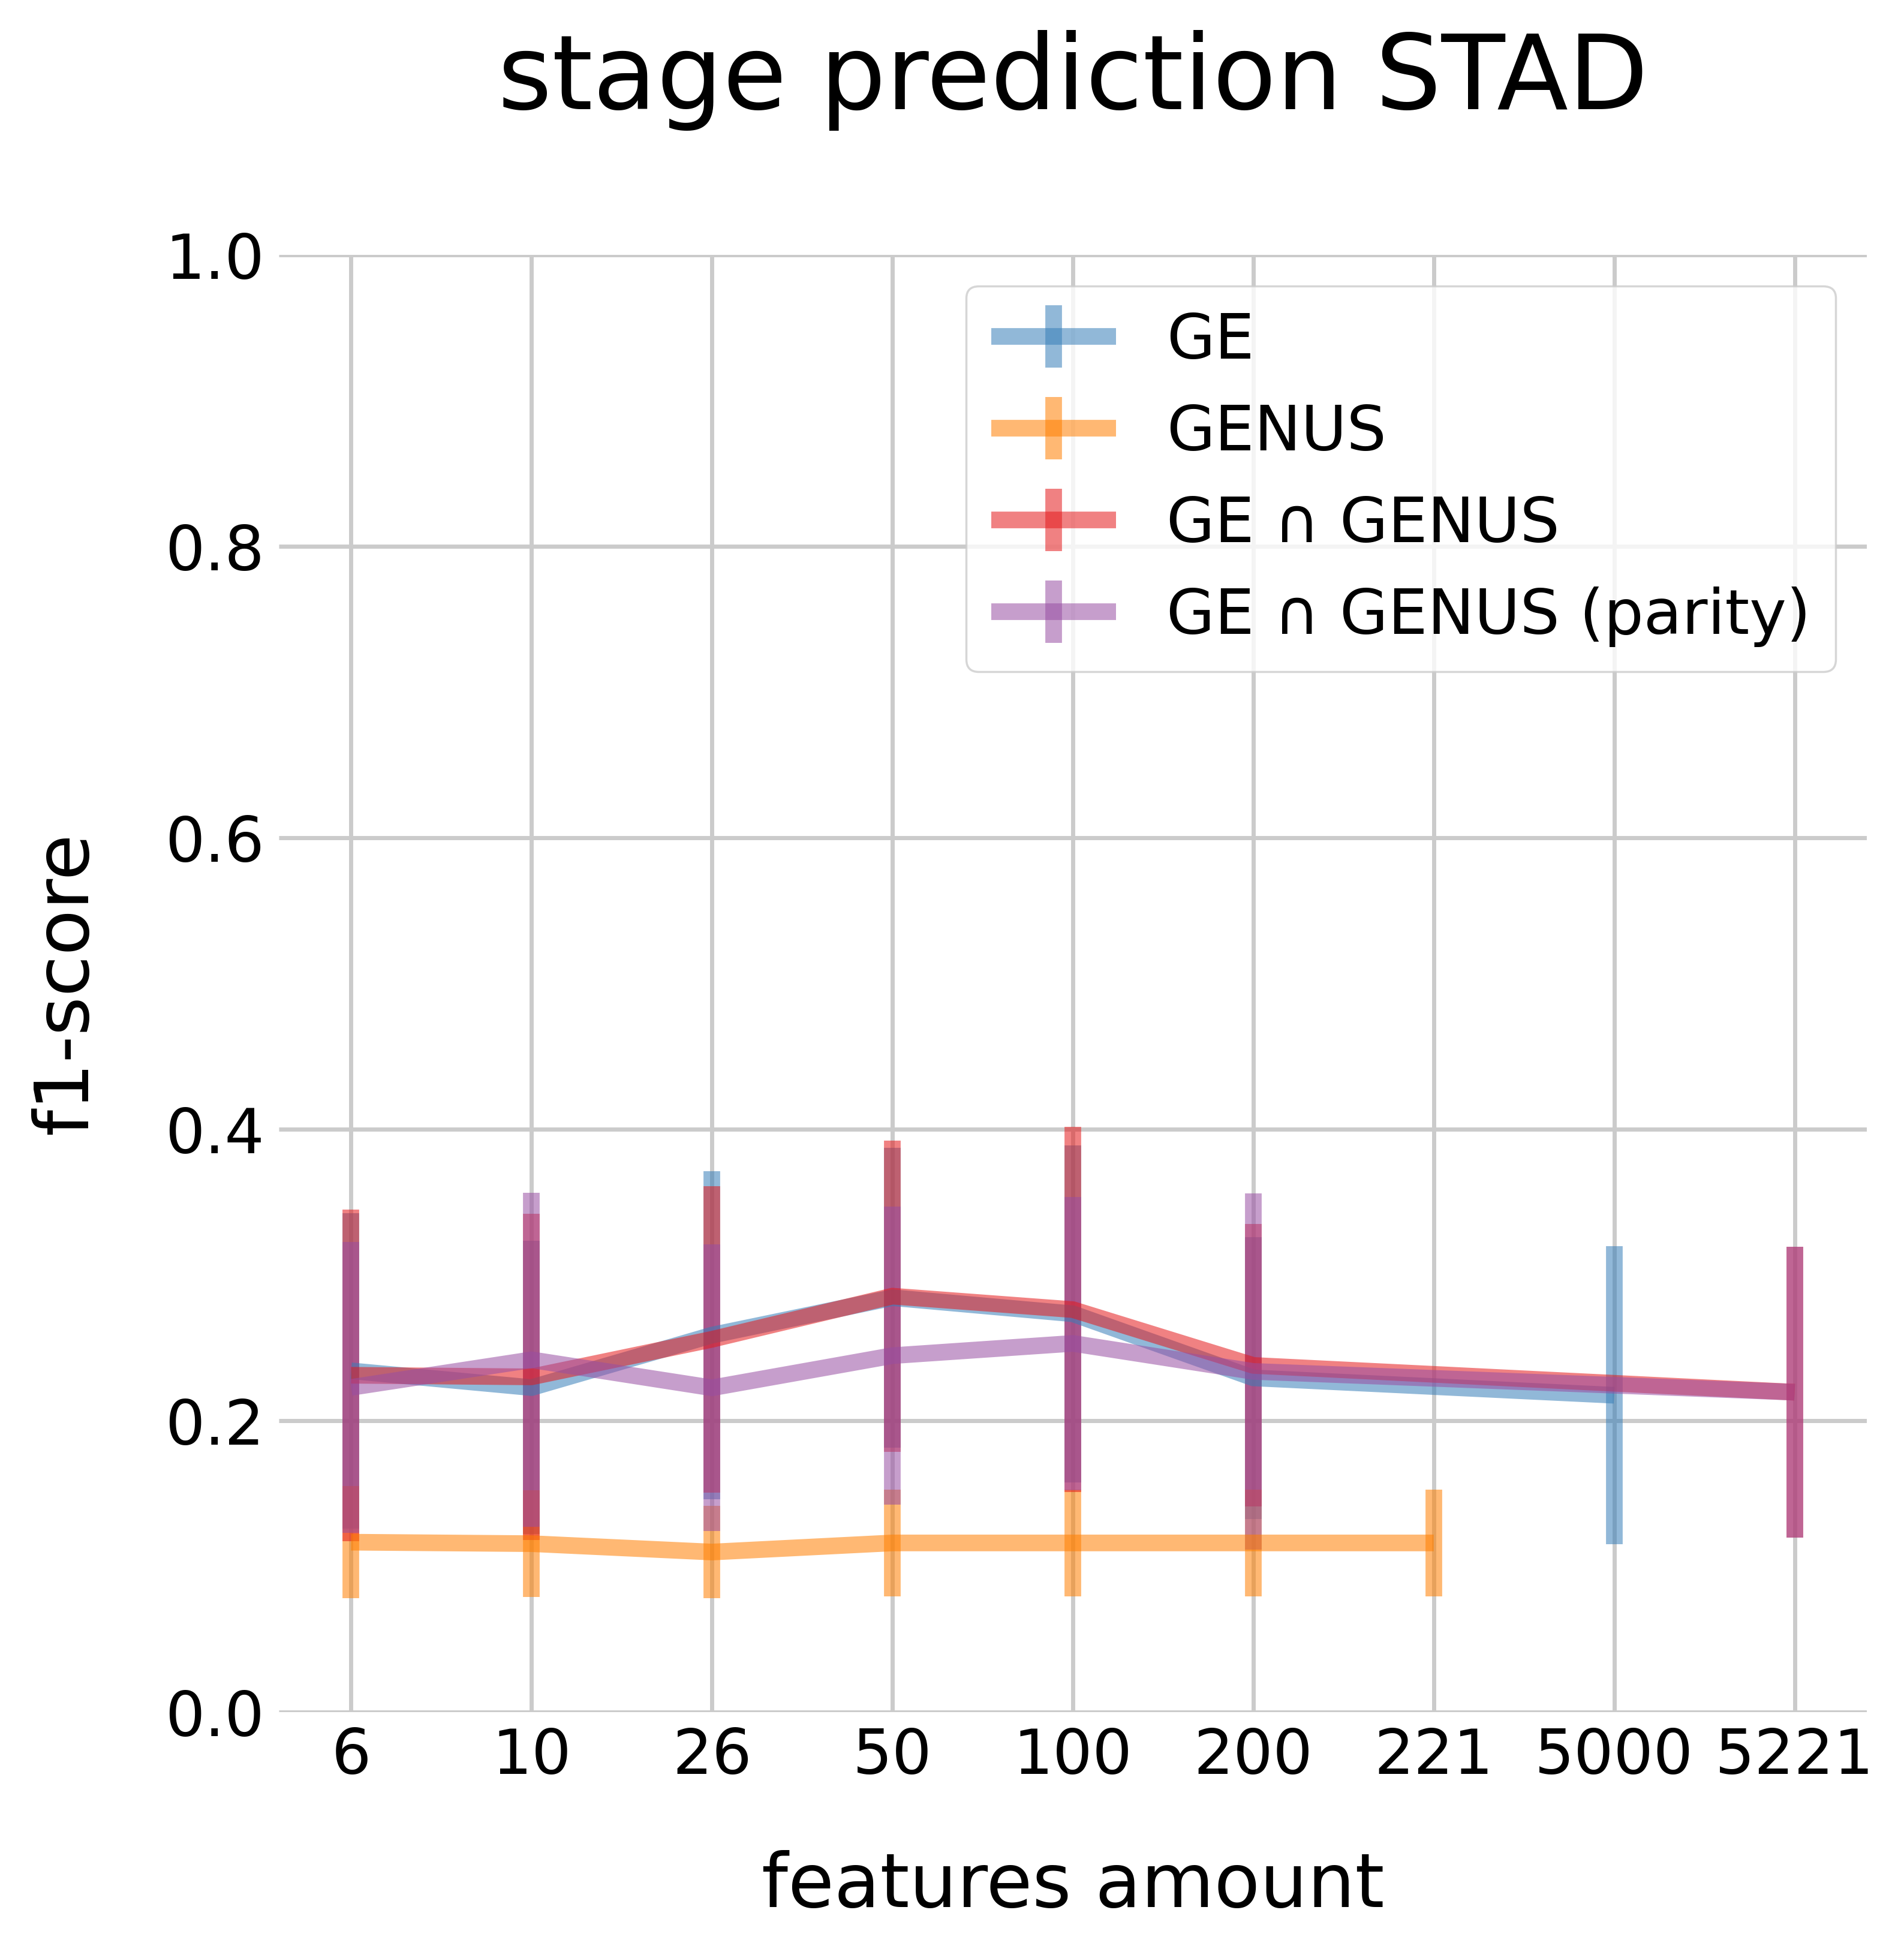 stage prediction STAD
1.0
0.8
0.6
0.4
0.2
0.0
f1-score
GE
GENUS
GE ∩ GENUS
GE ∩ GENUS (parity)
6 10 26 50 100 200 221 5000 5221
features amount